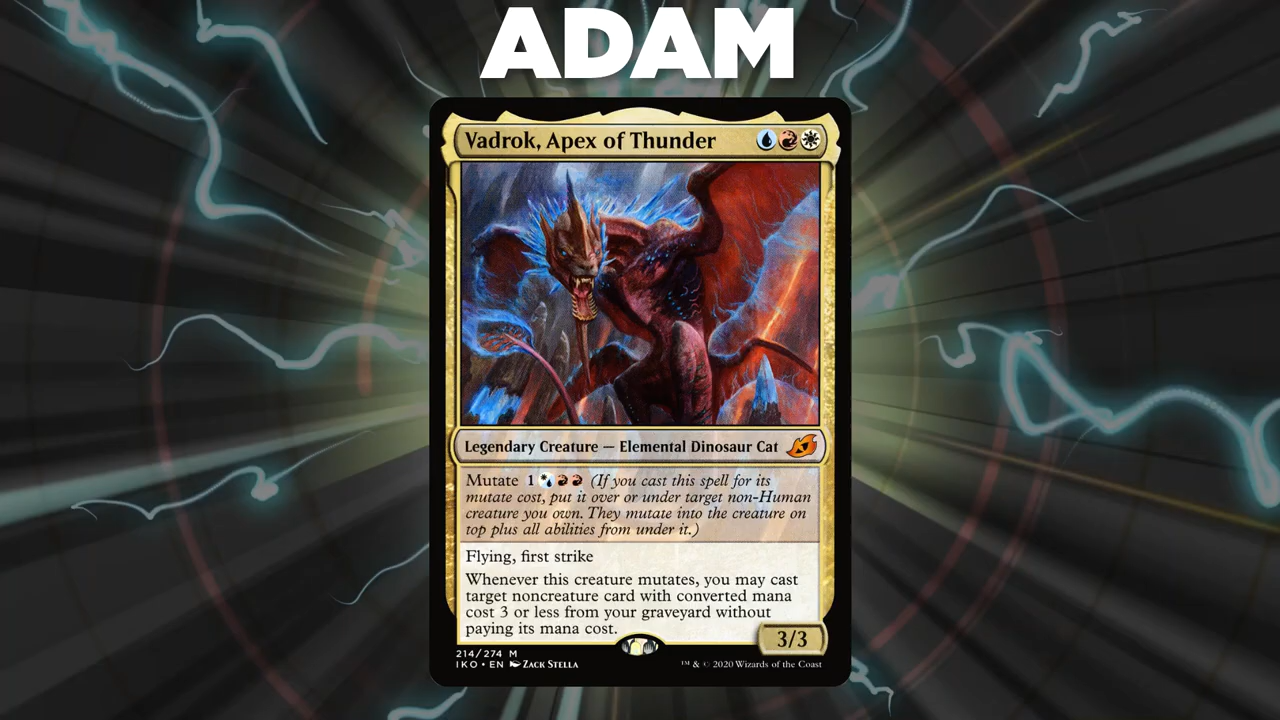 ADAM
Vadrok, Apex of Thunder
Legendary Creature — Elemental Dinosaur Cat
Mutate 1 (If you cast this spell for its
mutate cost, put it over or under target non-Human
creature you own. They mutate into the creature on
top plus all abilities from under it.)
Flying, first strike
Whenever this creature mutates, you may cast
target noncreature card with converted mana
cost 3 or less from your graveyard without
paying its mana cost.
3/3
214/274 M
IKO • EN Zack Stella
™ & © 2020 Wizards of the Coast